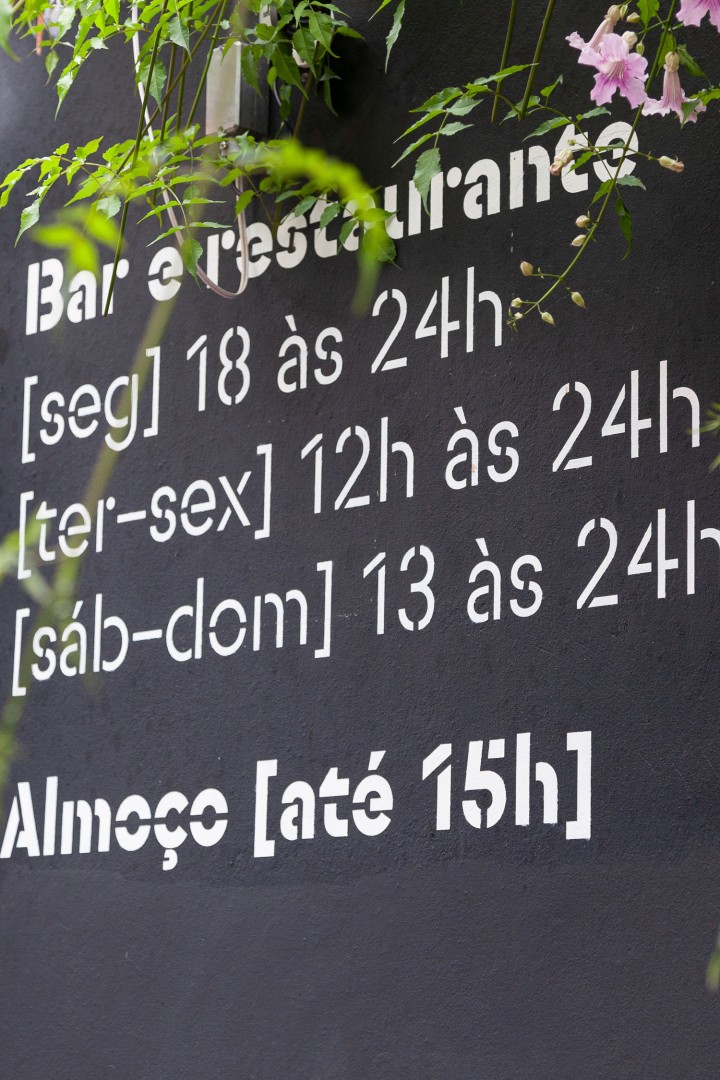 Bar e restaurante
[seg] 18 às 24h
[ter-sex] 12h às 24h
[sáb-dom] 13 às 24h
Almoço [até 15h]